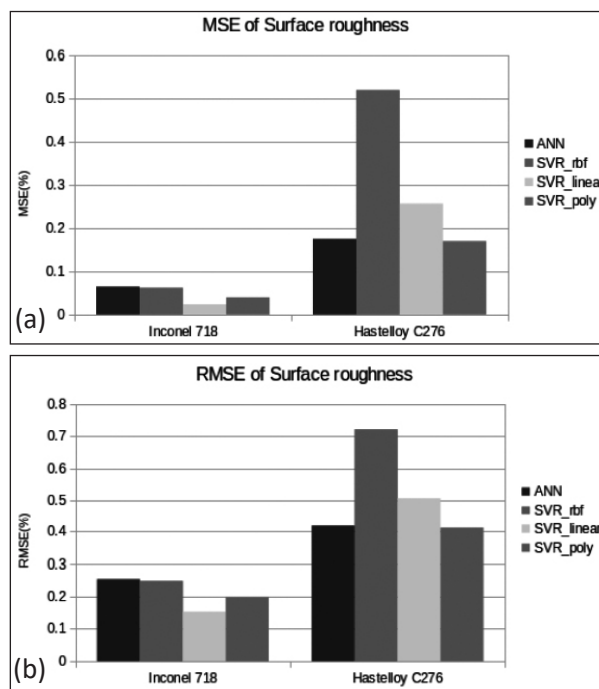 MSE of Surface roughness
0.6
0.5
0.4
0.3
0.2
0.1
0
MSE(%)
Inconel 718
Hastelloy C276
ANN
SVR_rbf
SVR_linear
SVR_poly
(a)
RMSE of Surface roughness
0.8
0.7
0.6
0.5
0.4
0.3
0.2
0.1
0
RMSE(%)
Inconel 718
Hastelloy C276
ANN
SVR_rbf
SVR_linear
SVR_poly
(b)